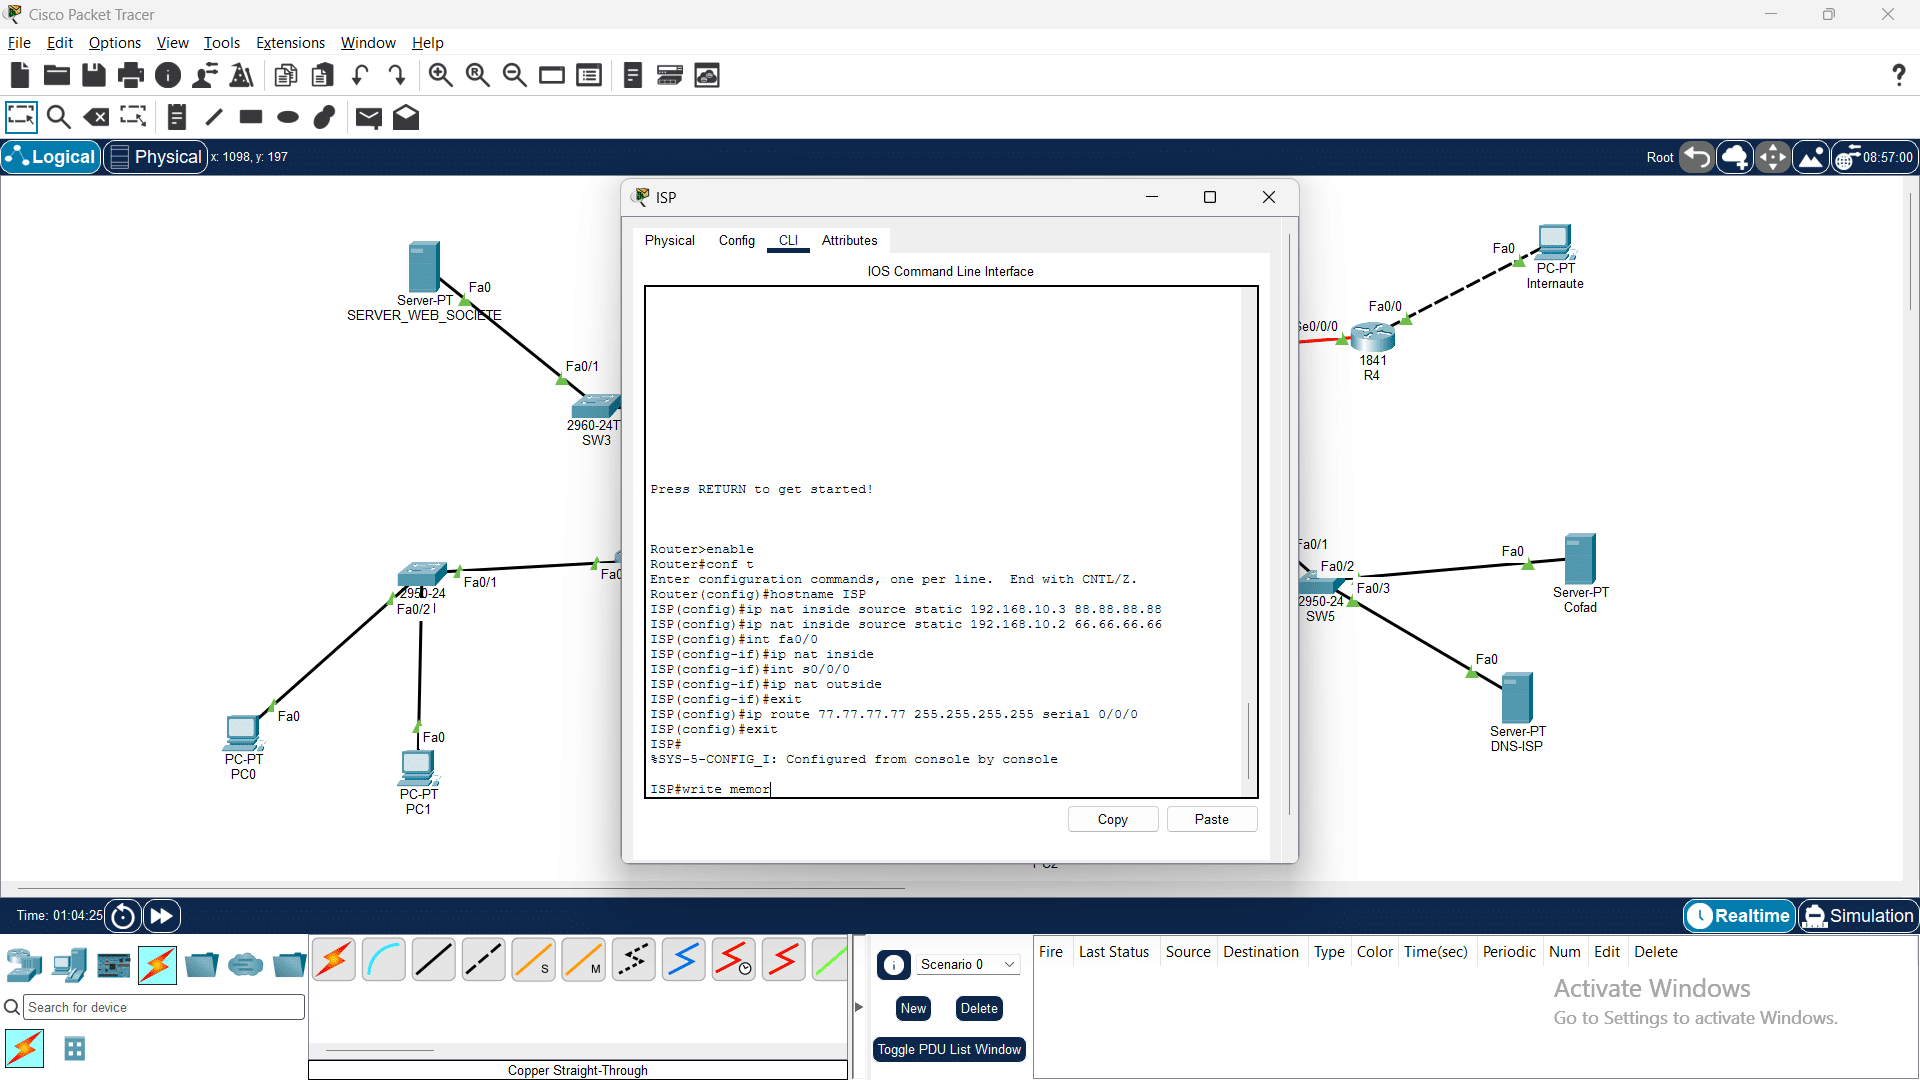 Cisco Packet Tracer
File Edit Options View Tools Extensions Window Help
Logical Physical x: 1098, y: 197
Root 08:57:00
ISP
Physical Config CLI Attributes
IOS Command Line Interface
Press RETURN to get started!
Router>enable
Router#conf t
Enter configuration commands, one per line. End with CNTL/Z.
Router(config)#hostname ISP
ISP(config)#ip nat inside source static 192.168.10.3 88.88.88.88
ISP(config)#ip nat inside source static 192.168.10.2 66.66.66.66
ISP(config)#int fa0/0
ISP(config-if)#ip nat inside
ISP(config-if)#int s0/0/0
ISP(config-if)#ip nat outside
ISP(config-if)#exit
ISP(config)#ip route 77.77.77.77 255.255.255.255 serial 0/0/0
ISP(config)#exit
ISP#
%SYS-5-CONFIG_I: Configured from console by console
ISP#write memor
Copy Paste
Fa0
Server-PT
SERVER_WEB_SOCIETE
Fa0/1
2960-24T
SW3
Fa0/1
2950-24
Fa0/2
Fa0
PC-PT
PC0
Fa0
PC-PT
PC1
Fa0
PC-PT
Internaute
Fa0/0
Se0/0/0
1841
R4
Fa0/1
Fa0/2
Fa0/3
2950-24
SW5
Fa0
Server-PT
Cofad
Fa0
Server-PT
DNS-ISP
Time: 01:04:25
Realtime Simulation
Search for device
S
M
Copper Straight-Through
Scenario 0
New Delete
Toggle PDU List Window
Fire Last Status Source Destination Type Color Time(sec) Periodic Num Edit Delete
Activate Windows
Go to Settings to activate Windows.